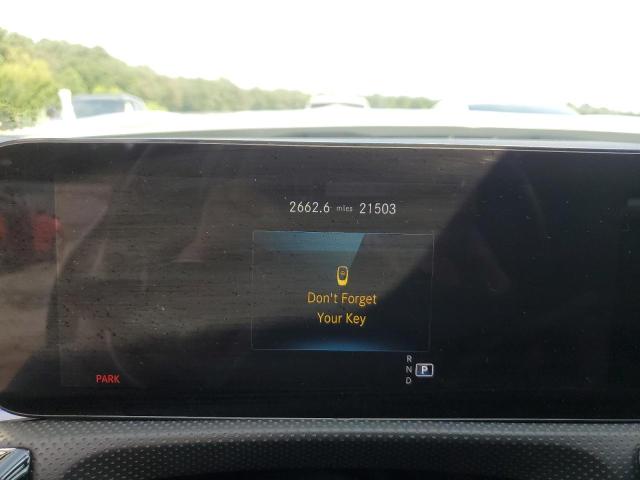 2662.6 miles 21503
Don't Forget
Your Key
R
N P
D
PARK